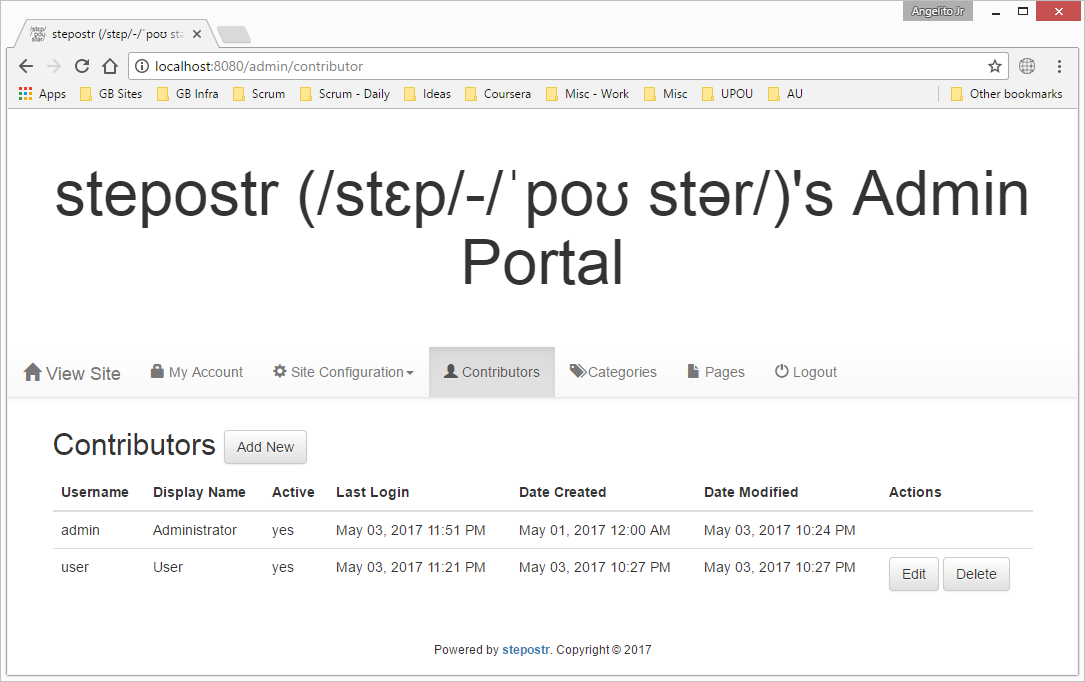 Angelito Jr
stepostr (/stɛp/-/ˈpoʊ stə
localhost:8080/admin/contributor
Apps GB Sites GB Infra Scrum Scrum - Daily Ideas Coursera Misc - Work Misc UPOU AU Other bookmarks
stepostr (/stɛp/-/ˈpoʊ stər/)'s Admin
Portal
View Site My Account Site Configuration Contributors Categories Pages Logout
Contributors Add New
Username Display Name Active Last Login Date Created Date Modified Actions
admin Administrator yes May 03, 2017 11:51 PM May 01, 2017 12:00 AM May 03, 2017 10:24 PM
user User yes May 03, 2017 11:21 PM May 03, 2017 10:27 PM May 03, 2017 10:27 PM Edit Delete
Powered by stepostr. Copyright © 2017